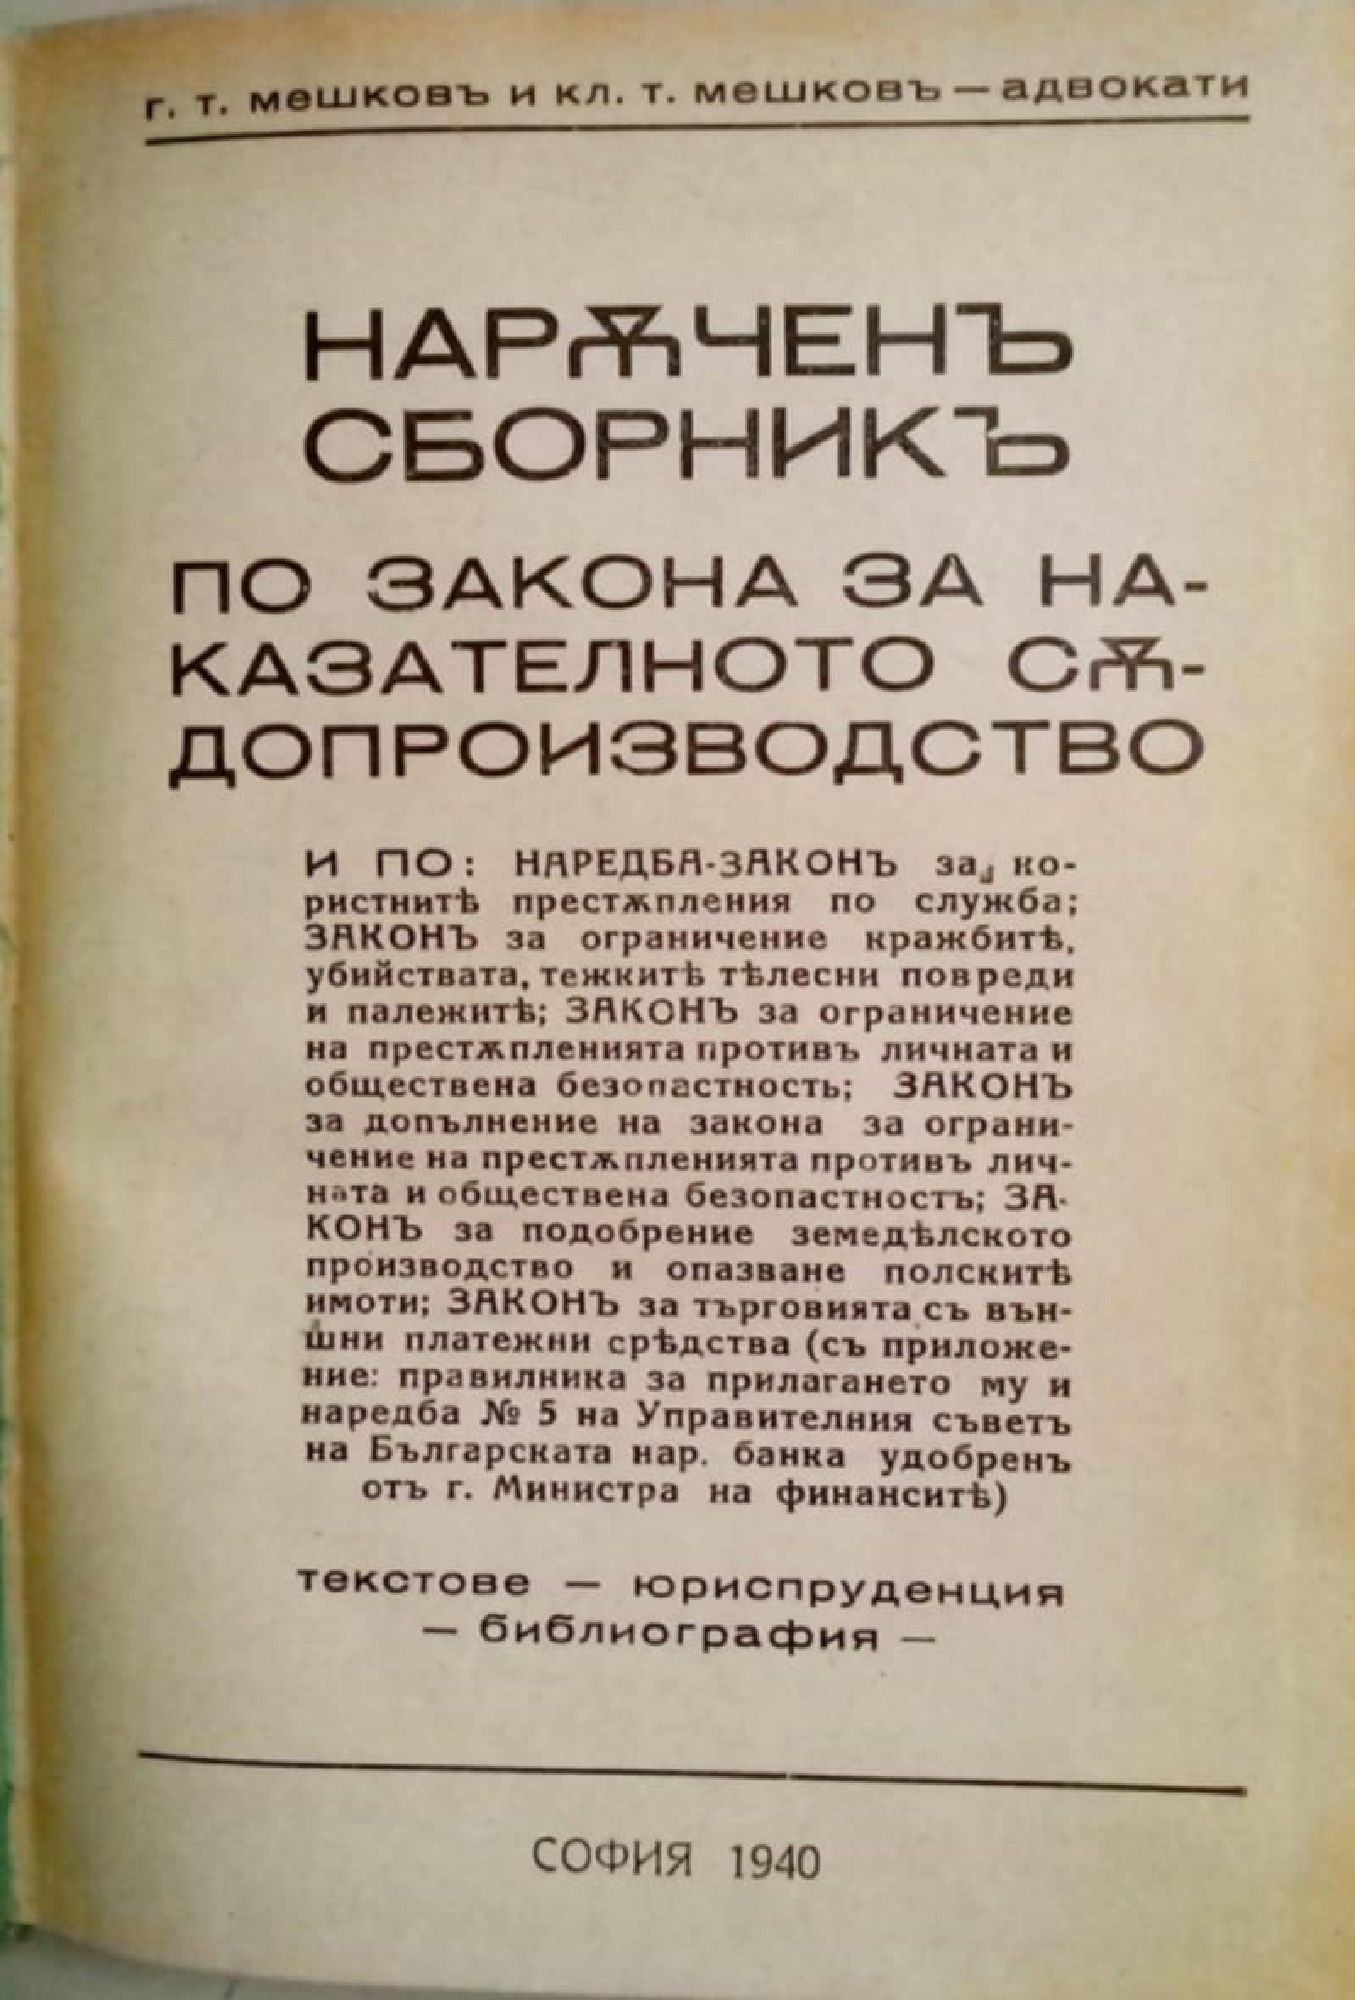 г. т. мешковъ и кл. т. мешковъ — адвокати
НАРѪЧЕНЪ
СБОРНИКЪ
ПО ЗАКОНА ЗА НА-
КАЗАТЕЛНОТО СѪ-
ДОПРОИЗВОДСТВО
И ПО: НАРЕДБА-ЗАКОНЪ за ко-
ристнитѣ престѫпления по служба;
ЗАКОНЪ за ограничение кражбитѣ,
убийствата, тежкитѣ тѣлесни повреди
и палежитѣ; ЗАКОНЪ за ограничение
на престѫпленията противъ личната и
обществена безопастность; ЗАКОНЪ
за допълнение на закона за ограни-
чение на престѫпленията противъ лич-
ната и обществена безопастностъ; ЗА-
КОНЪ за подобрение земедѣлското
производство и опазване полскитѣ
имоти; ЗАКОНЪ за търговията съ вън-
шни платежни срѣдства (съ приложе-
ние: правилника за прилагането му и
наредба № 5 на Управителния съветъ
на Българската нар. банка удобренъ
отъ г. Министра на финанситѣ)
текстове — юриспруденция
— библиография —
СОФИЯ 1940